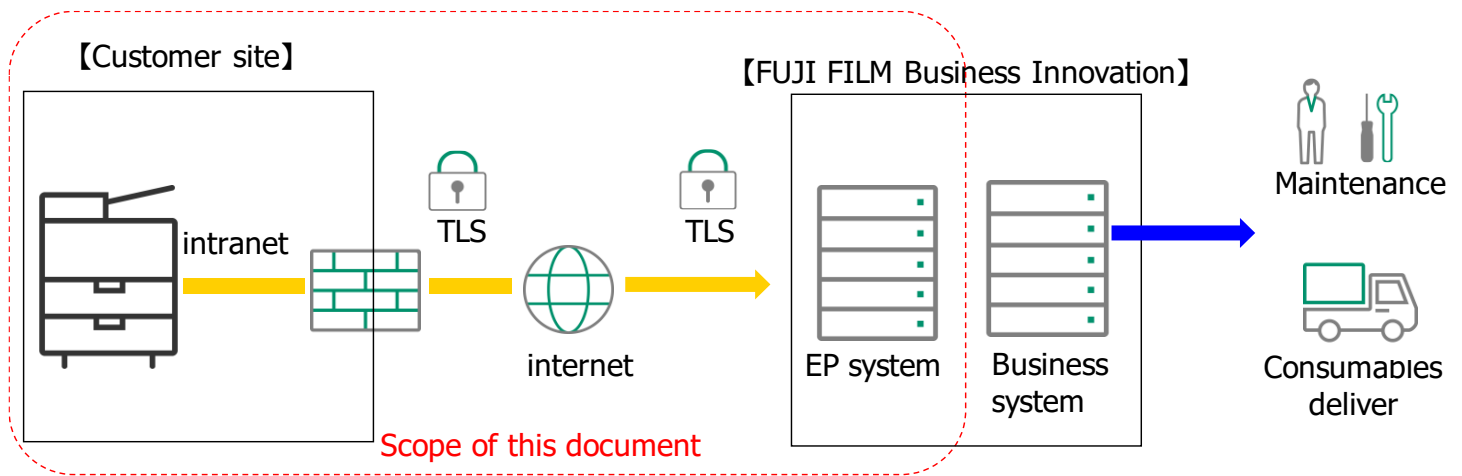 【Customer site】
【FUJI FILM Business Innovation】
intranet
TLS
TLS
internet
EP system
Business
system
Maintenance
Consumables
deliver
Scope of this document